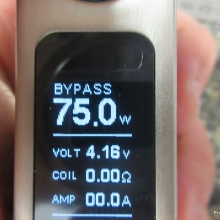 BYPASS
75.0 W
VOLT 4.16 V
COIL 0.00 Ω
AMP 00.0 A